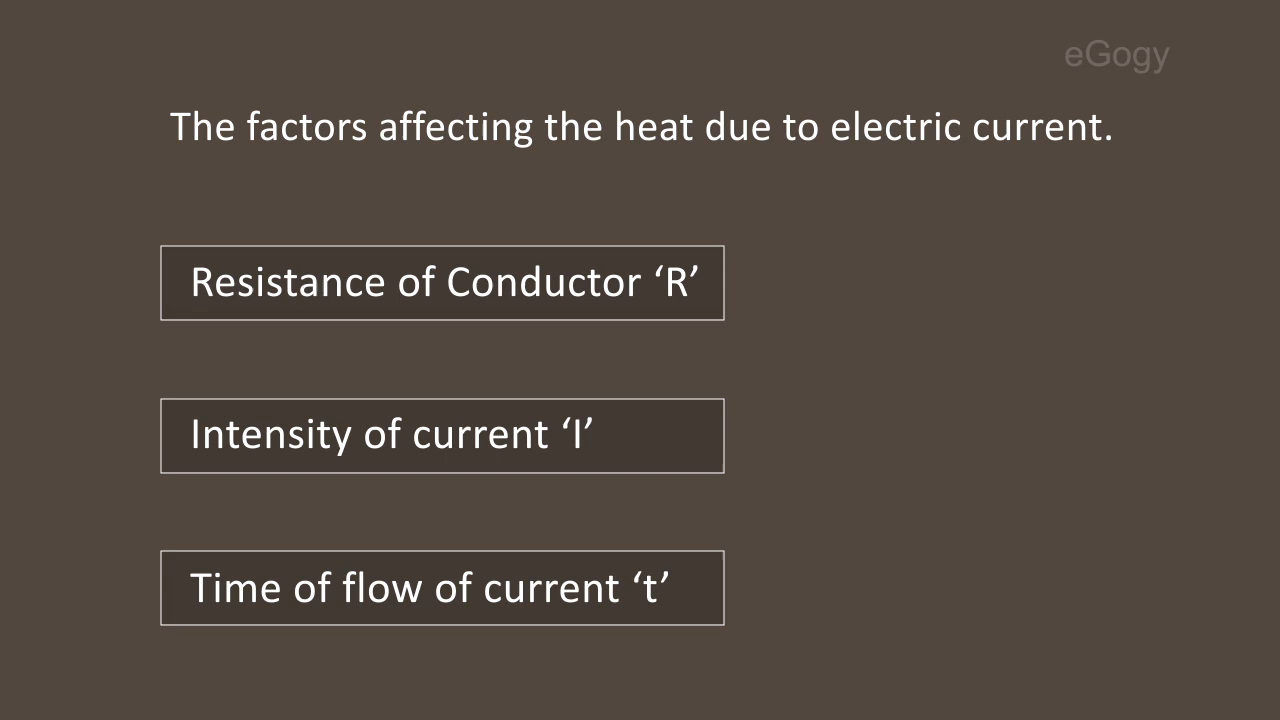 eGogy
The factors affecting the heat due to electric current.
Resistance of Conductor ‘R’
Intensity of current ‘I’
Time of flow of current ‘t’